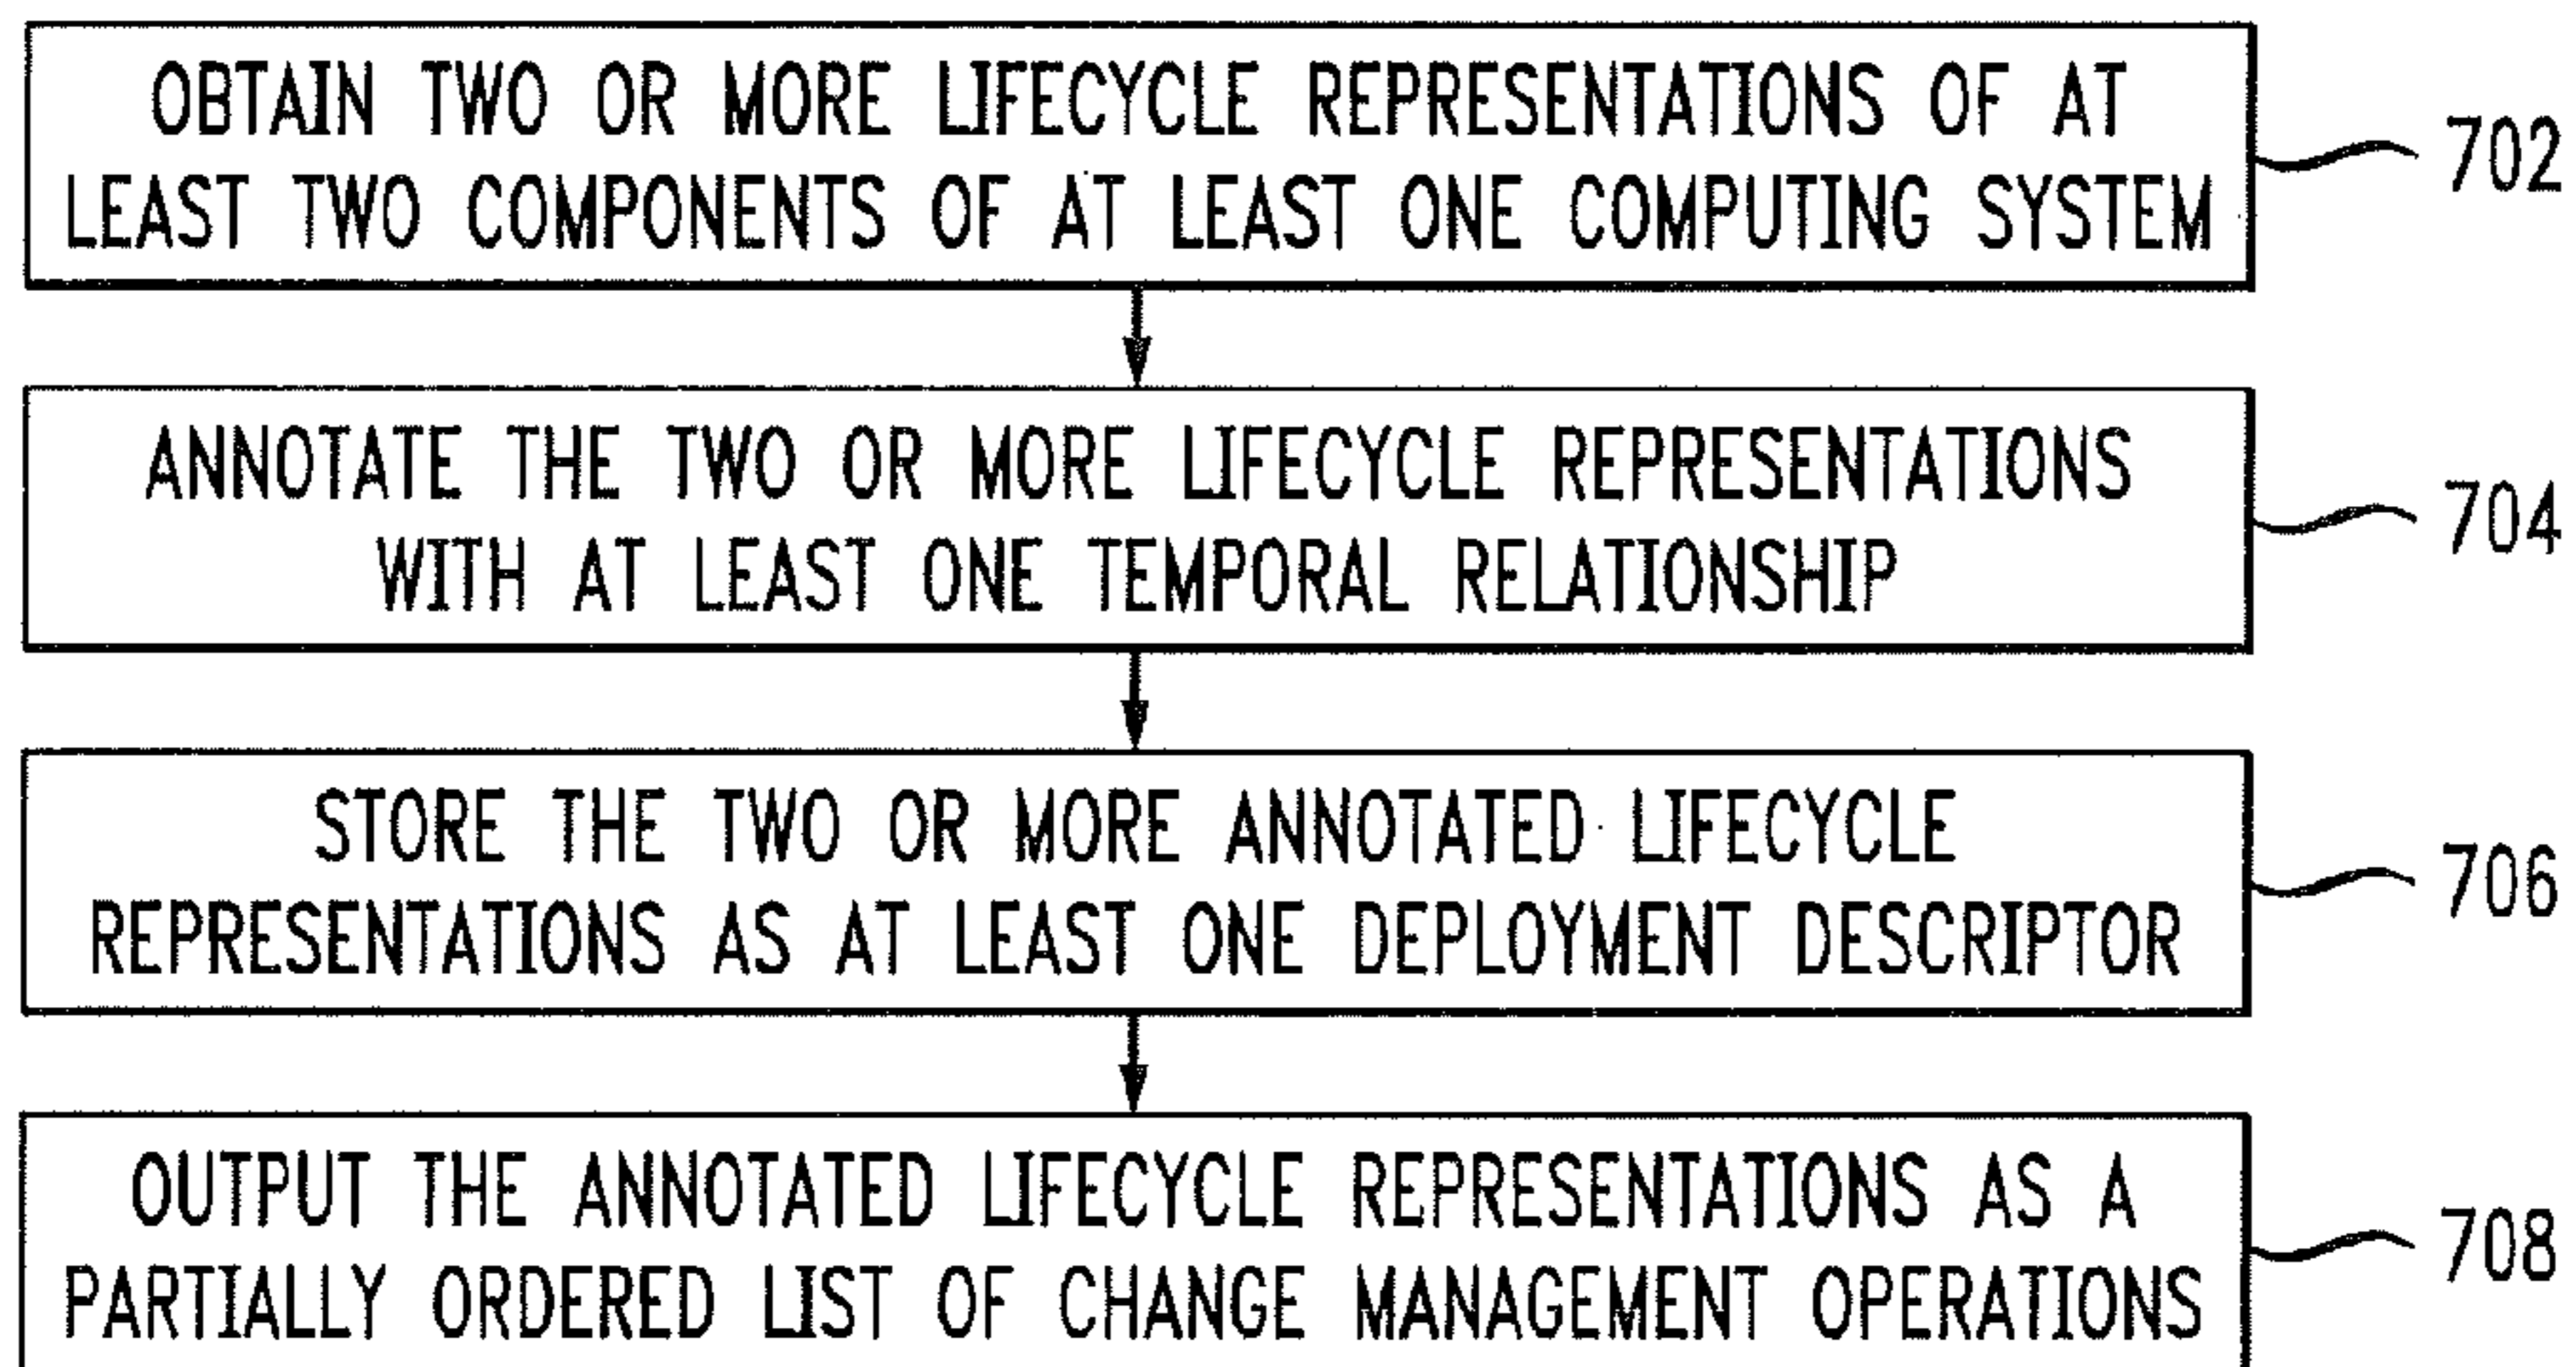 OBTAIN TWO OR MORE LIFECYCLE REPRESENTATIONS OF AT
LEAST TWO COMPONENTS OF AT LEAST ONE COMPUTING SYSTEM
702
ANNOTATE THE TWO OR MORE LIFECYCLE REPRESENTATIONS
WITH AT LEAST ONE TEMPORAL RELATIONSHIP
704
STORE THE TWO OR MORE ANNOTATED LIFECYCLE
REPRESENTATIONS AS AT LEAST ONE DEPLOYMENT DESCRIPTOR
706
OUTPUT THE ANNOTATED LIFECYCLE REPRESENTATIONS AS A
PARTIALLY ORDERED LIST OF CHANGE MANAGEMENT OPERATIONS
708